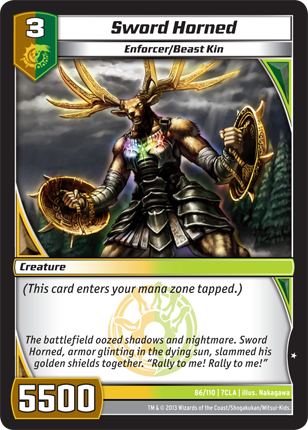 3
Sword Horned
Enforcer/Beast Kin
Creature
(This card enters your mana zone tapped.)
The battlefield oozed shadows and nightmare. Sword
Horned, armor glinting in the dying sun, slammed his
golden shields together. “Rally to me! Rally to me!”
5500
86/110 | 7CLA | Illus. Nakagawa
TM & © 2013 Wizards of the Coast/Shogakukan/Mitsui-Kids.